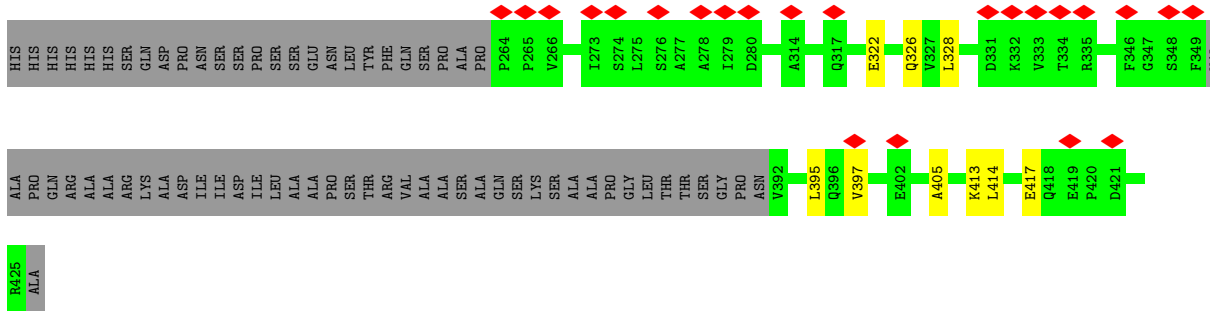 HIS HIS HIS HIS HIS HIS SER GLN ASP PRO ASN SER SER PRO SER SER GLU ASN LEU TYR PHE GLN SER PRO ALA PRO P264 P265 V266 I273 S274 L275 S276 A277 A278 I279 D280 A314 Q317 E322 Q326 V327 L328 D331 K332 V333 T334 R335 F346 G347 S348 F349
ALA PRO GLN ARG ALA ALA ARG LYS ALA ASP ILE ILE ASP ILE LEU ALA ALA PRO SER THR ARG VAL ALA ALA SER ALA GLN SER LYS SER ALA ALA PRO GLY LEU THR THR SER GLY PRO ASN V392 L395 Q396 V397 E402 A405 K413 L414 E417 Q418 E419 P420 D421
R425 ALA